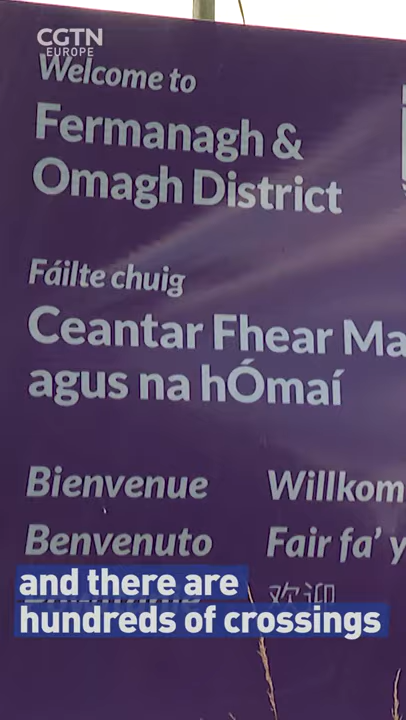 CGTN
EUROPE
Welcome to
Fermanagh &
Omagh District
Fáilte chuig
Ceantar Fhear Ma
agus na hÓmaí
Bienvenue Willkom
Benvenuto Fair fa' y
欢迎
and there are
hundreds of crossings